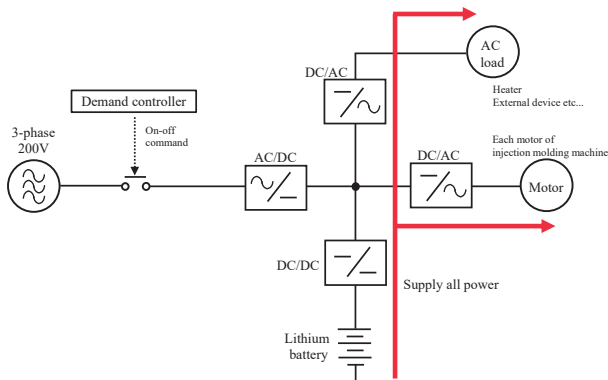 DC/AC
AC
load
Heater
External device etc...
Demand controller
3-phase
200V
On-off
command
AC/DC
Each motor of
injection molding machine
DC/AC
Motor
DC/DC
Supply all power
Lithium
battery